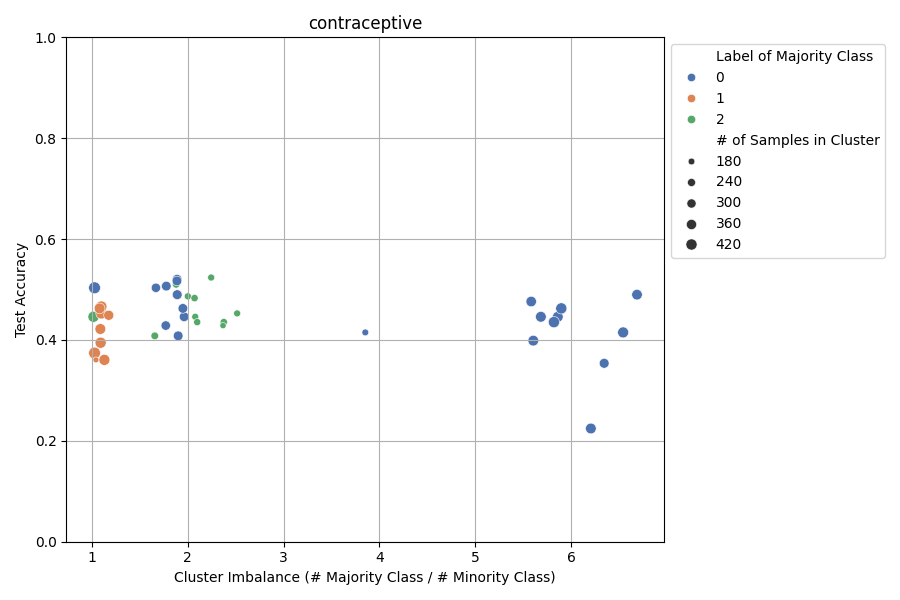 contraceptive
1.0
0.8
0.6
0.4
0.2
0.0
Test Accuracy
1 2 3 4 5 6
Cluster Imbalance (# Majority Class / # Minority Class)
Label of Majority Class
0
1
2
# of Samples in Cluster
180
240
300
360
420